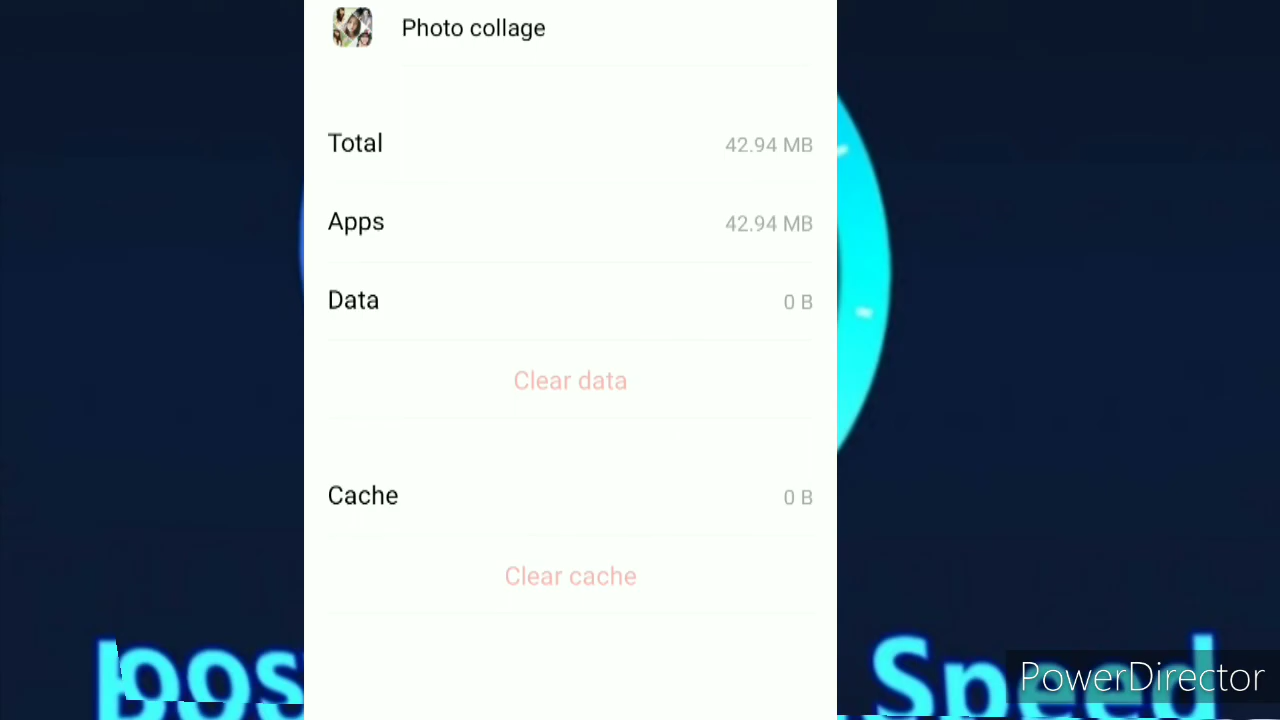 Photo collage
Total 42.94 MB
Apps 42.94 MB
Data 0 B
Clear data
Cache 0 B
Clear cache
Speed
PowerDirector